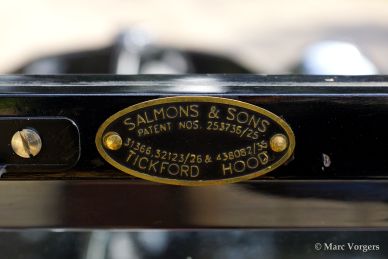 SALMONS & SONS
PATENT NOS. 253736/25
31366, 32123/26 & 438082/35
TICKFORD HOOD
© Marc Vorgers